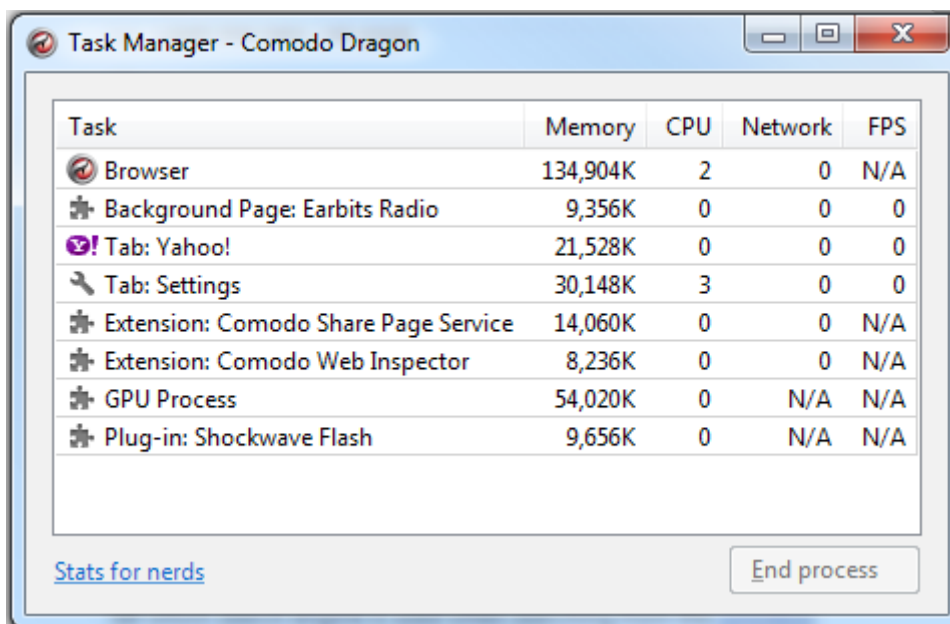 Task Manager - Comodo Dragon
Task Memory CPU Network FPS
Browser 134,904K 2 0 N/A
Background Page: Earbits Radio 9,356K 0 0 0
Y! Tab: Yahoo! 21,528K 0 0 0
Tab: Settings 30,148K 3 0 0
Extension: Comodo Share Page Service 14,060K 0 0 N/A
Extension: Comodo Web Inspector 8,236K 0 0 N/A
GPU Process 54,020K 0 N/A N/A
Plug-in: Shockwave Flash 9,656K 0 N/A N/A
Stats for nerds End process